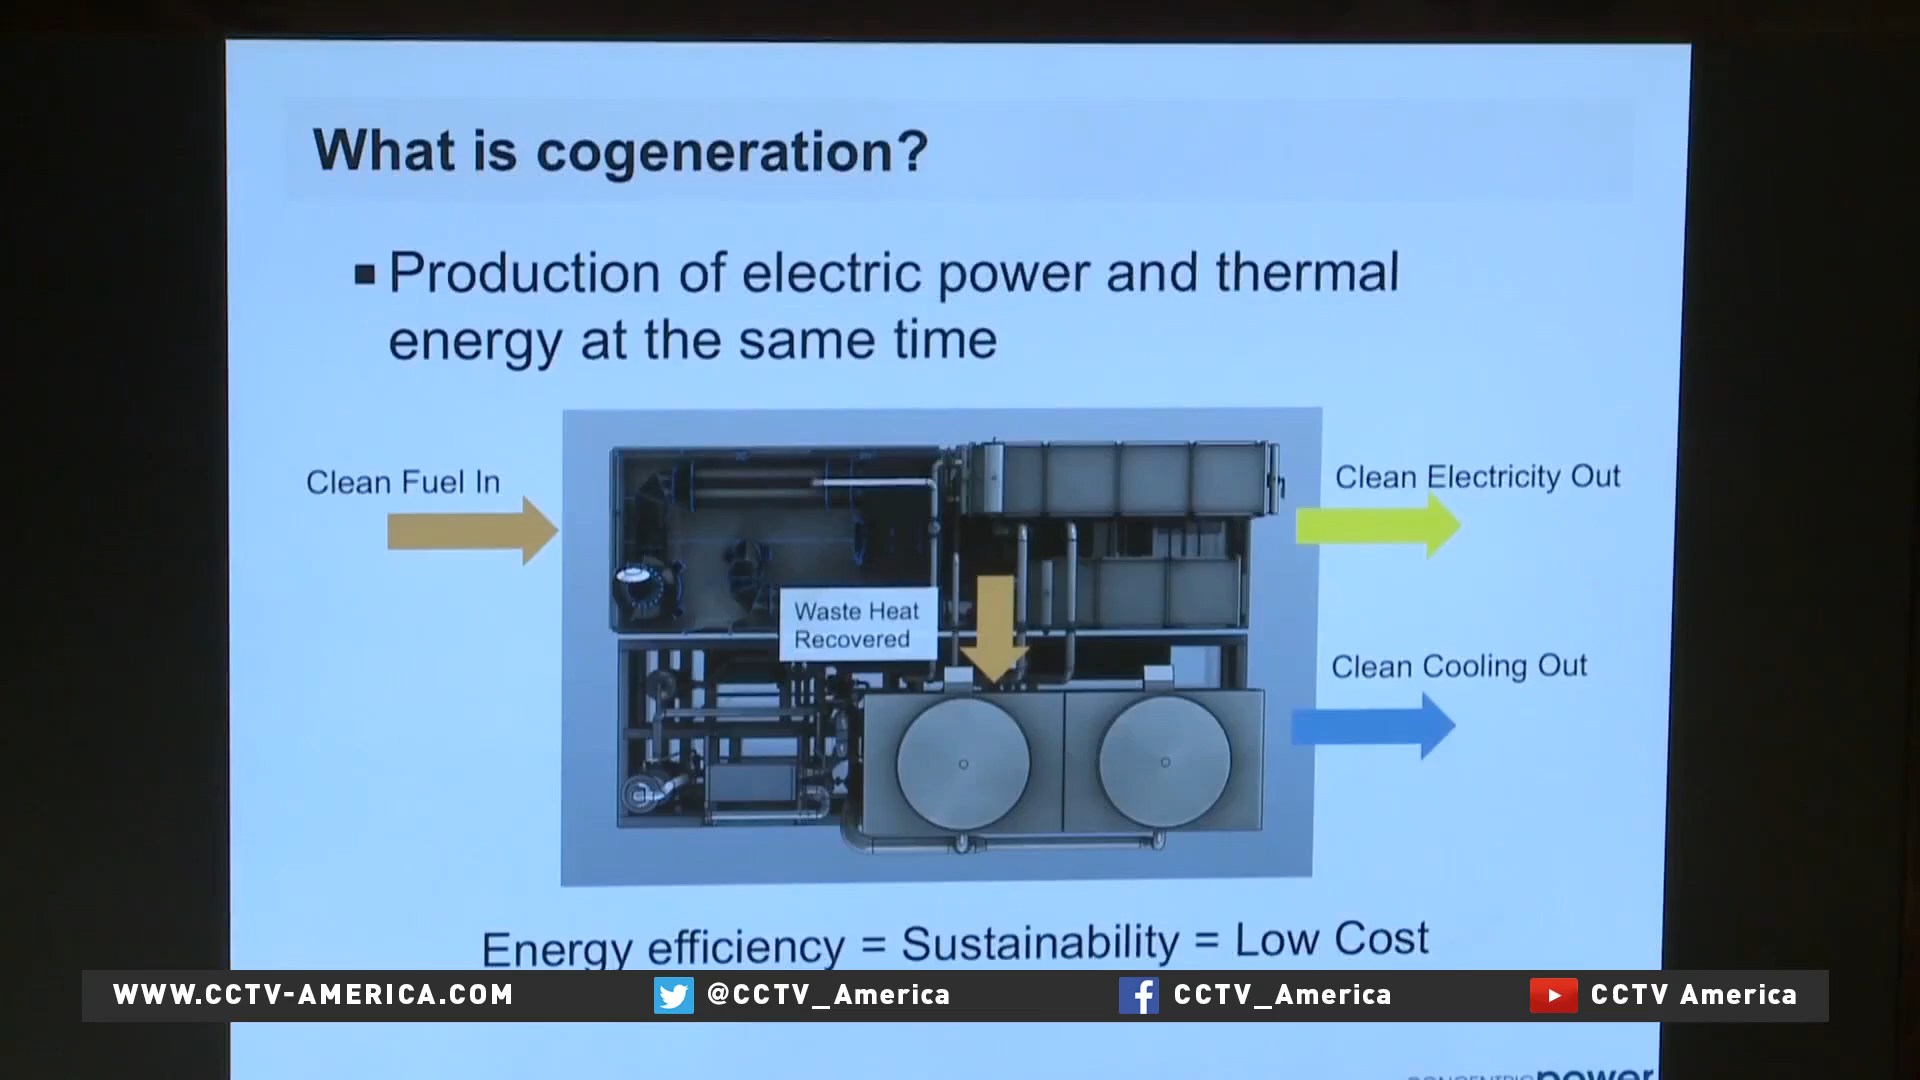 What is cogeneration?
Production of electric power and thermal
energy at the same time
Clean Fuel In
Clean Electricity Out
Waste Heat
Recovered
Clean Cooling Out
Energy efficiency = Sustainability = Low Cost
WWW.CCTV-AMERICA.COM
@CCTV_America
CCTV_America
CCTV America
power